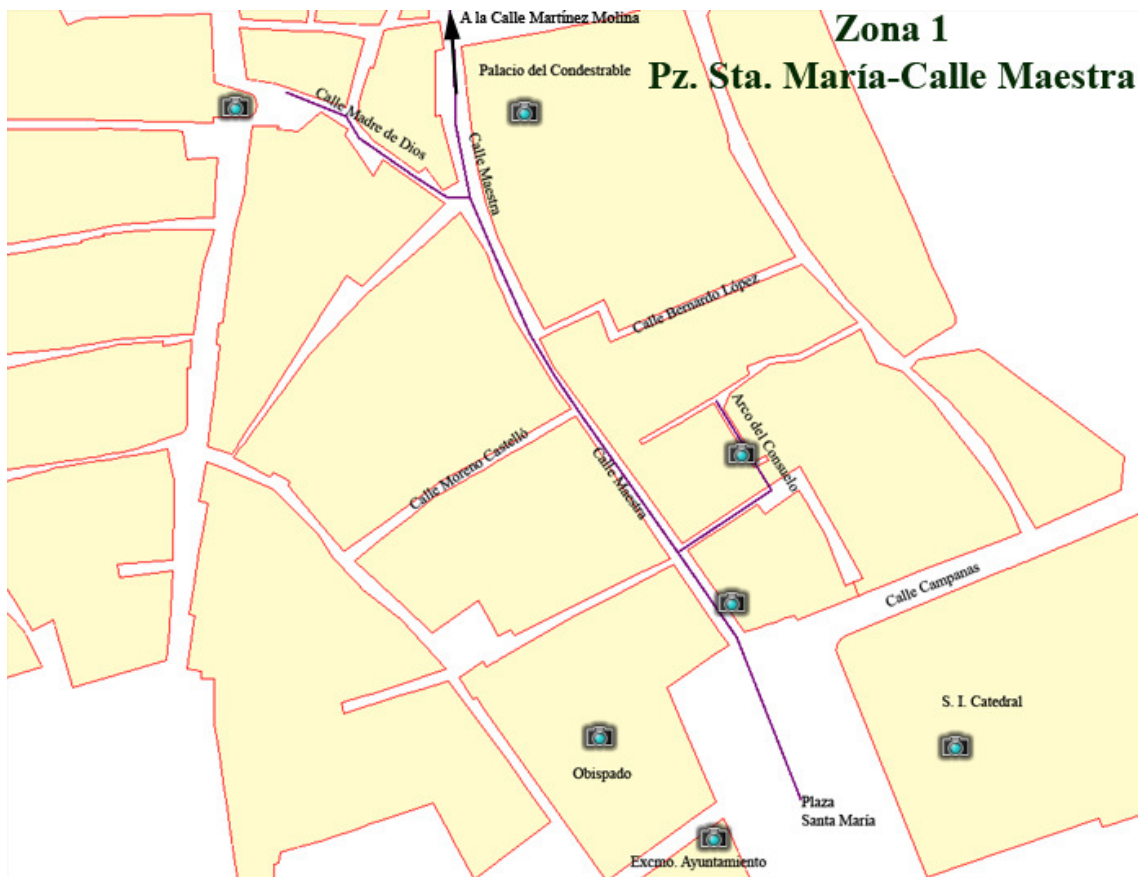 A la Calle Martínez Molina
Zona 1
Pz. Sta. María-Calle Maestra
Palacio del Condestrable
Calle Madre de Dios
Calle Maestra
Calle Bernardo López
Arco del Consuelo
Calle Moreno Castelló
Calle Maestra
Calle Campanas
S. I. Catedral
Obispado
Plaza
Santa María
Excmo. Ayuntamiento